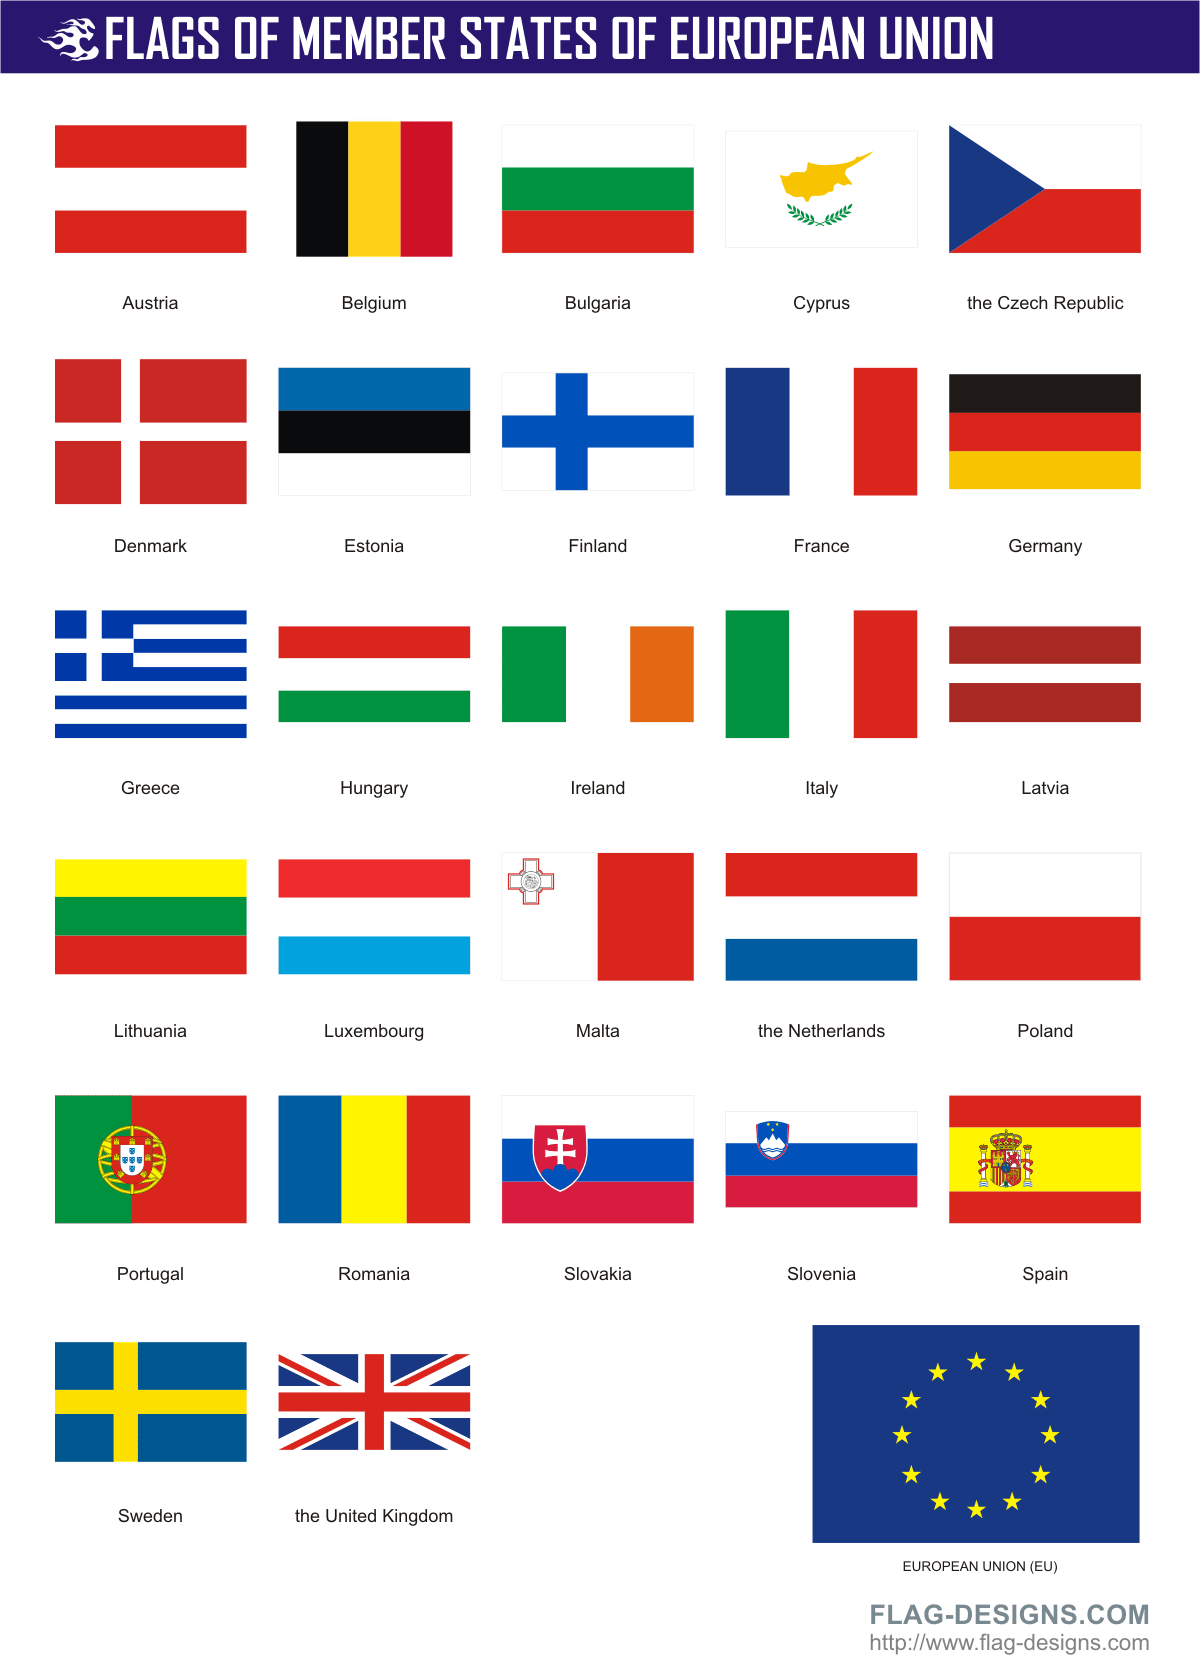 FLAGS OF MEMBER STATES OF EUROPEAN UNION
Austria
Belgium
Bulgaria
Cyprus
the Czech Republic
Denmark
Estonia
Finland
France
Germany
Greece
Hungary
Ireland
Italy
Latvia
Lithuania
Luxembourg
Malta
the Netherlands
Poland
Portugal
Romania
Slovakia
Slovenia
Spain
Sweden
the United Kingdom
EUROPEAN UNION (EU)
FLAG-DESIGNS.COM
http://www.flag-designs.com